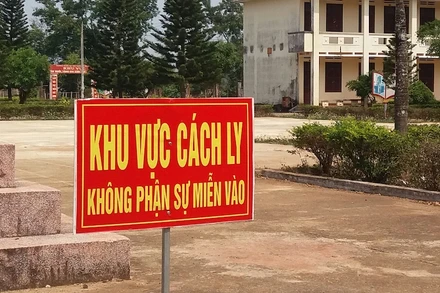 KHU VỰC CÁCH LY
KHÔNG PHẬN SỰ MIỄN VÀO